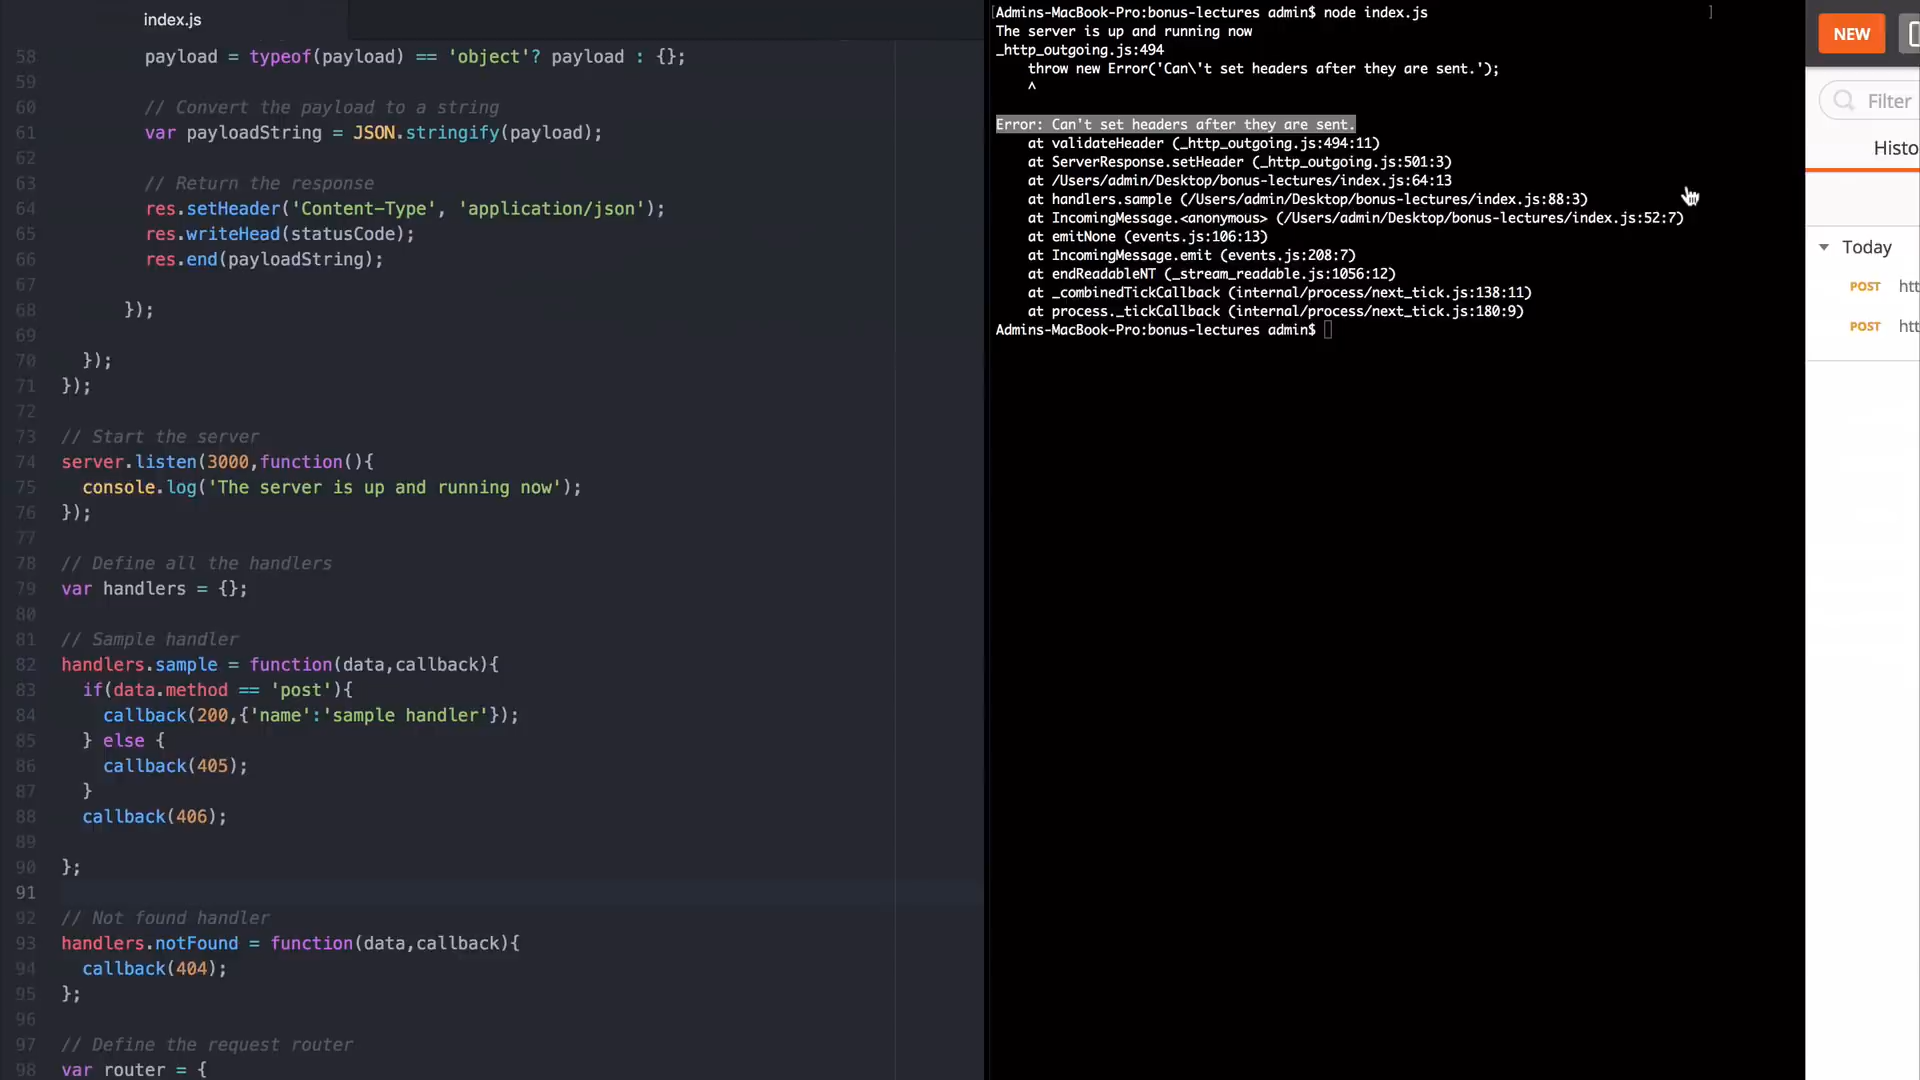 index.js
58 payload = typeof(payload) == 'object'? payload : {};
59
60 // Convert the payload to a string
61 var payloadString = JSON.stringify(payload);
62
63 // Return the response
64 res.setHeader('Content-Type', 'application/json');
65 res.writeHead(statusCode);
66 res.end(payloadString);
67
68 });
69
70 });
71 });
72
73 // Start the server
74 server.listen(3000,function(){
75 console.log('The server is up and running now');
76 });
77
78 // Define all the handlers
79 var handlers = {};
80
81 // Sample handler
82 handlers.sample = function(data,callback){
83 if(data.method == 'post'){
84 callback(200,{'name':'sample handler'});
85 } else {
86 callback(405);
87 }
88 callback(406);
89
90 };
91
92 // Not found handler
93 handlers.notFound = function(data,callback){
94 callback(404);
95 };
96
97 // Define the request router
98 var router = {
[Admins-MacBook-Pro:bonus-lectures admin$ node index.js ]
The server is up and running now
_http_outgoing.js:494
throw new Error('Can\'t set headers after they are sent.');
^
Error: Can't set headers after they are sent.
at validateHeader (_http_outgoing.js:494:11)
at ServerResponse.setHeader (_http_outgoing.js:501:3)
at /Users/admin/Desktop/bonus-lectures/index.js:64:13
at handlers.sample (/Users/admin/Desktop/bonus-lectures/index.js:88:3)
at IncomingMessage.<anonymous> (/Users/admin/Desktop/bonus-lectures/index.js:52:7)
at emitNone (events.js:106:13)
at IncomingMessage.emit (events.js:208:7)
at endReadableNT (_stream_readable.js:1056:12)
at _combinedTickCallback (internal/process/next_tick.js:138:11)
at process._tickCallback (internal/process/next_tick.js:180:9)
Admins-MacBook-Pro:bonus-lectures admin$
NEW
Filter
Histo
Today
POST htt
POST htt